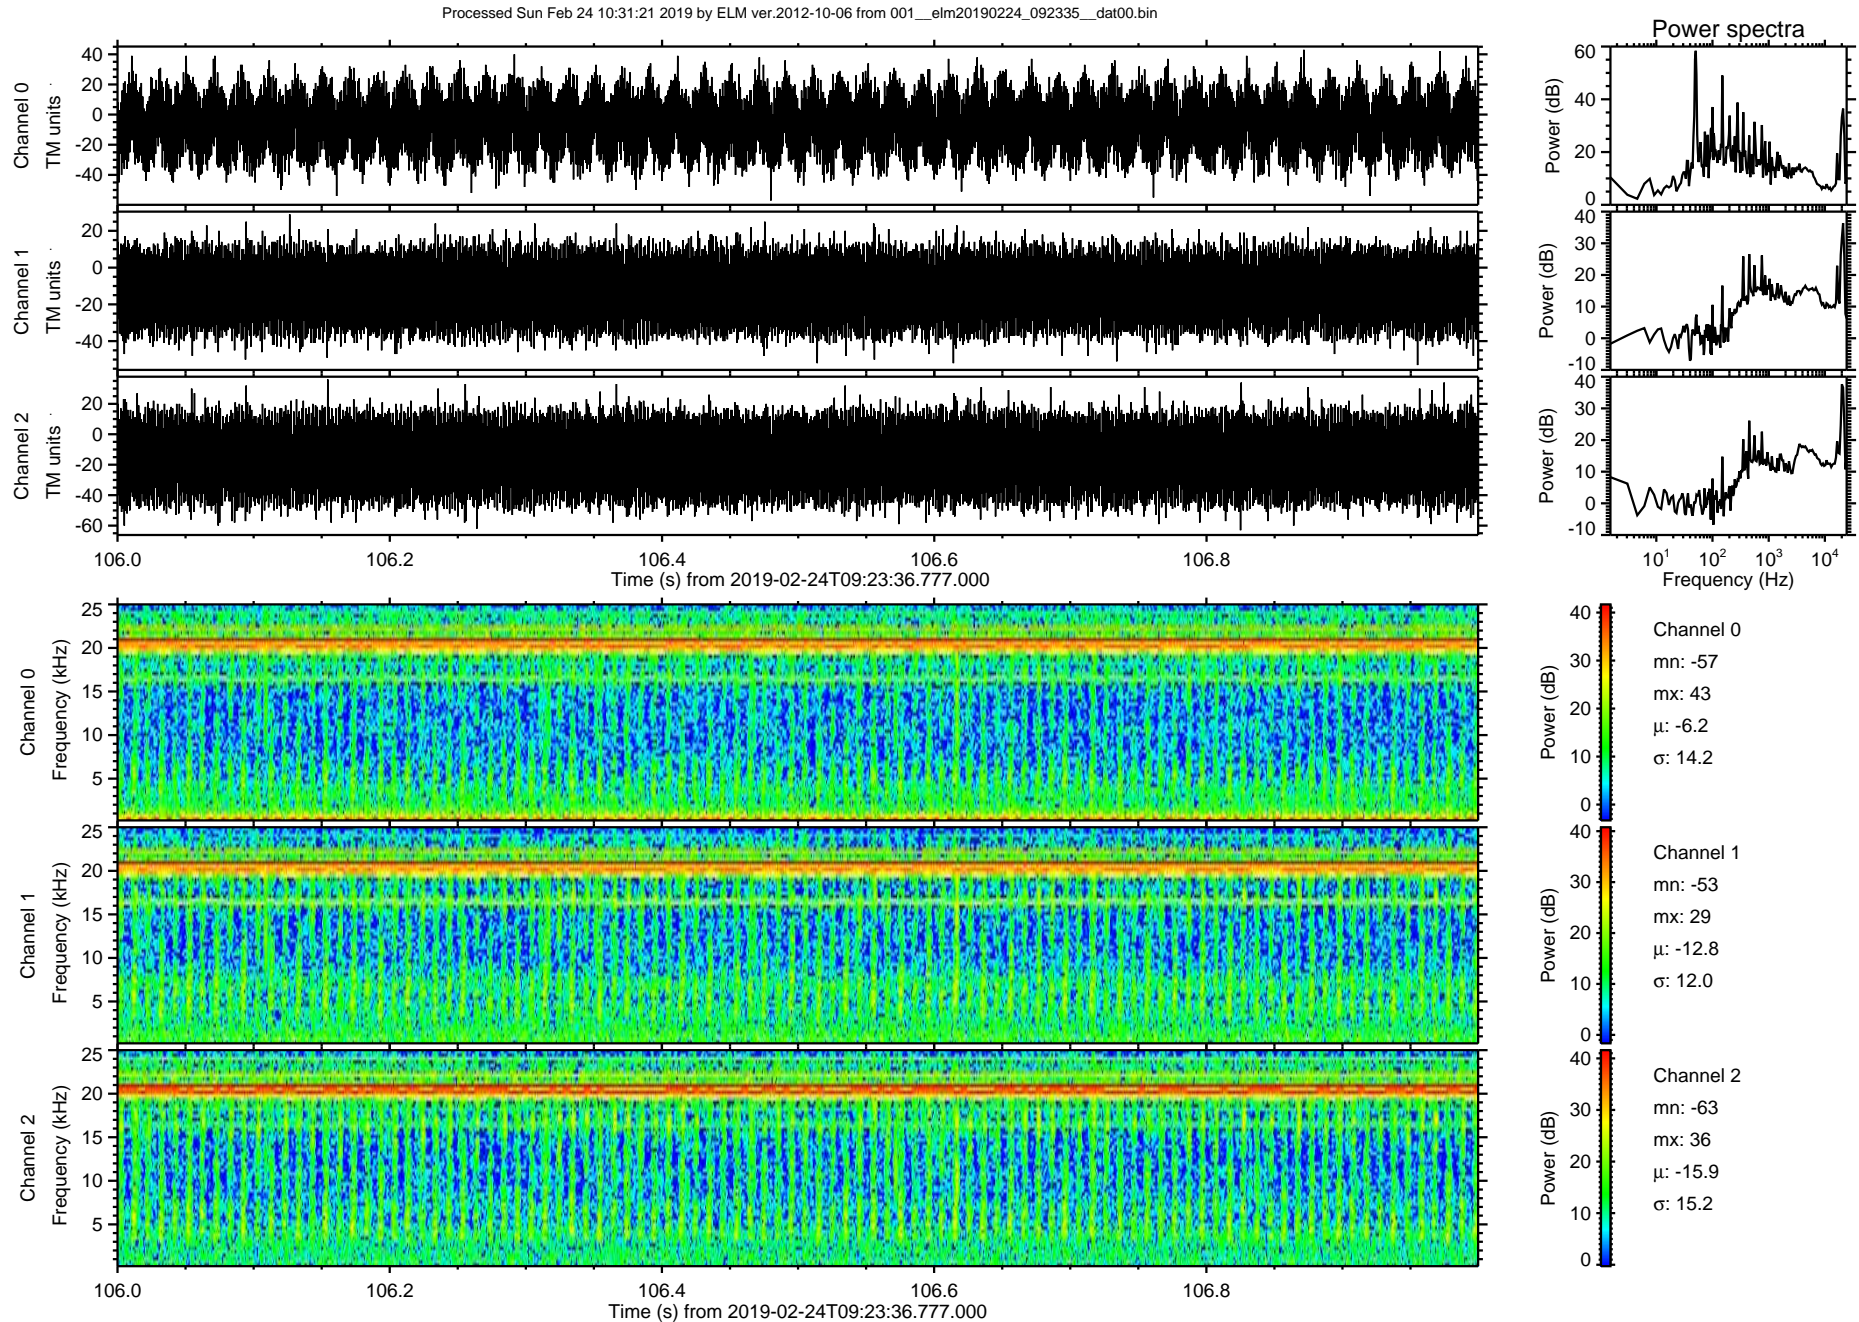 Processed Sun Feb 24 10:31:21 2019 by ELM ver.2012-10-06 from 001__elm20190224_092335__dat00.bin
Power spectra
Channel 0
TM units
40
20
0
-20
-40
Power (dB)
60
40
20
0
Channel 1
TM units
20
0
-20
-40
Power (dB)
40
30
20
10
0
-10
Channel 2
TM units
20
0
-20
-40
-60
Power (dB)
40
30
20
10
0
-10
106.0 106.2 106.4 106.6 106.8
Time (s) from 2019-02-24T09:23:36.777.000
10^1 10^2 10^3 10^4
Frequency (Hz)
Channel 0
Frequency (kHz)
25
20
15
10
5
Power (dB)
40
30
20
10
0
Channel 0
mn: -57
mx: 43
μ: -6.2
σ: 14.2
Channel 1
Frequency (kHz)
25
20
15
10
5
Power (dB)
40
30
20
10
0
Channel 1
mn: -53
mx: 29
μ: -12.8
σ: 12.0
Channel 2
Frequency (kHz)
25
20
15
10
5
Power (dB)
40
30
20
10
0
Channel 2
mn: -63
mx: 36
μ: -15.9
σ: 15.2
106.0 106.2 106.4 106.6 106.8
Time (s) from 2019-02-24T09:23:36.777.000